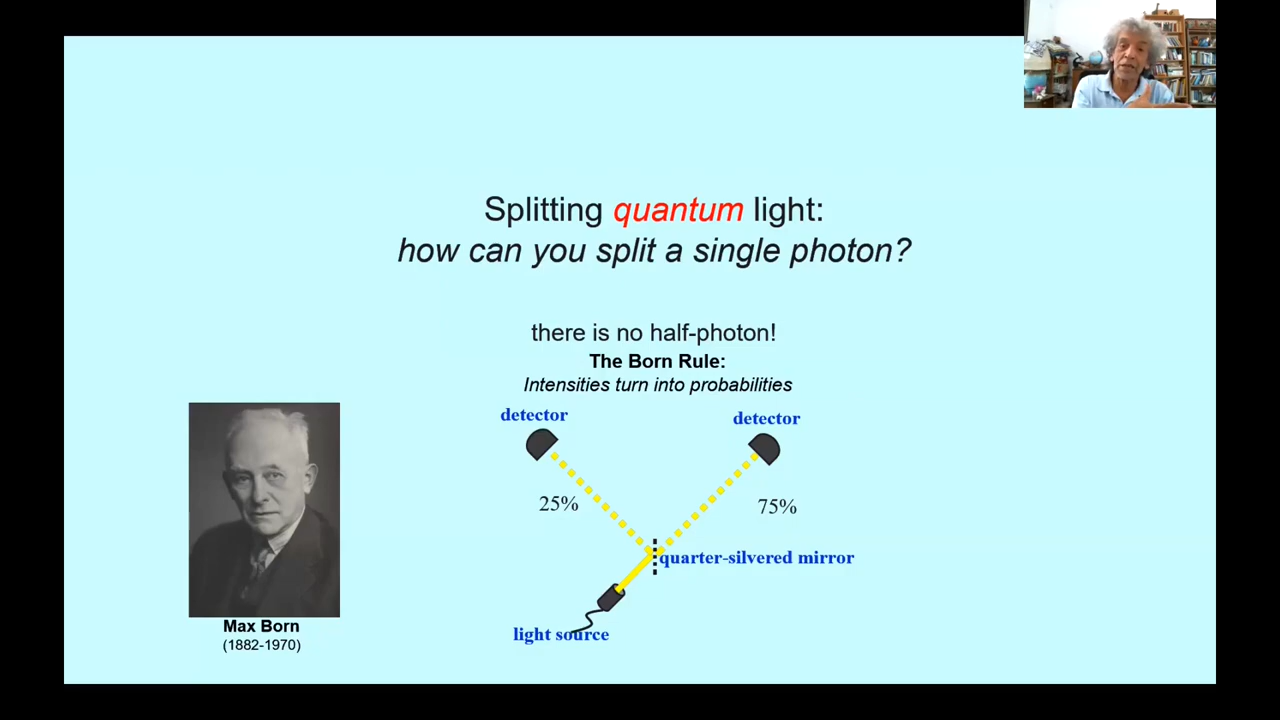 Splitting quantum light:
how can you split a single photon?
there is no half-photon!
The Born Rule:
Intensities turn into probabilities
detector
detector
25%
75%
quarter-silvered mirror
light source
Max Born
(1882-1970)